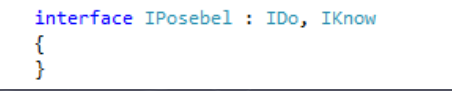 interface IPosebel : IDo, IKnow
{
}